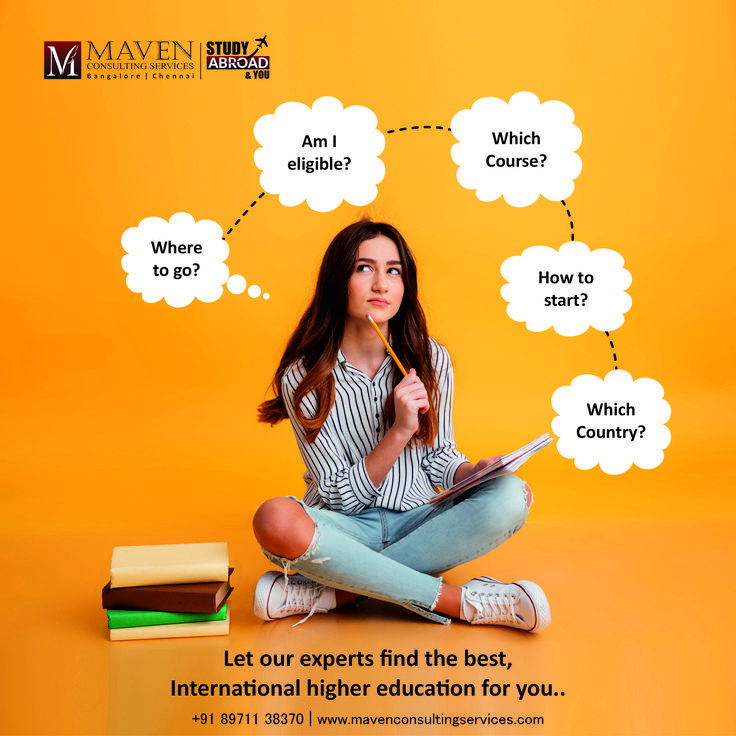 M
MAVEN
CONSULTING SERVICES
Bangalore | Chennai
STUDY
ABROAD
& YOU
Where
to go?
Am I
eligible?
Which
Course?
How to
start?
Which
Country?
Let our experts find the best,
International higher education for you..
+91 89711 38370 | www.mavenconsultingservices.com